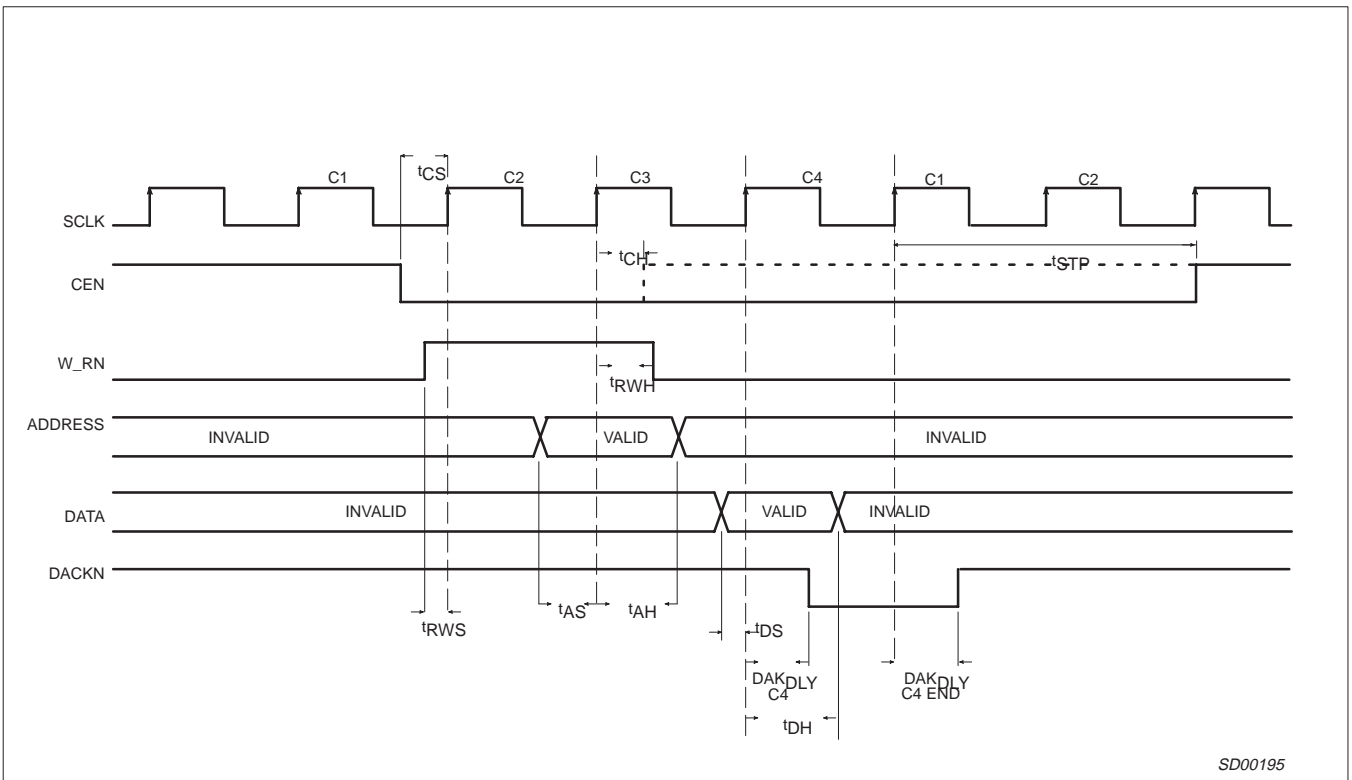 tCS
C1
C2
C3
C4
C1
C2
SCLK
tCH
tSTP
CEN
W_RN
tRWH
ADDRESS
INVALID
VALID
INVALID
DATA
INVALID
VALID
INVALID
DACKN
tRWS
tAS
tAH
tDS
DAKDLY
C4
DAKDLY
C4 END
tDH
SD00195